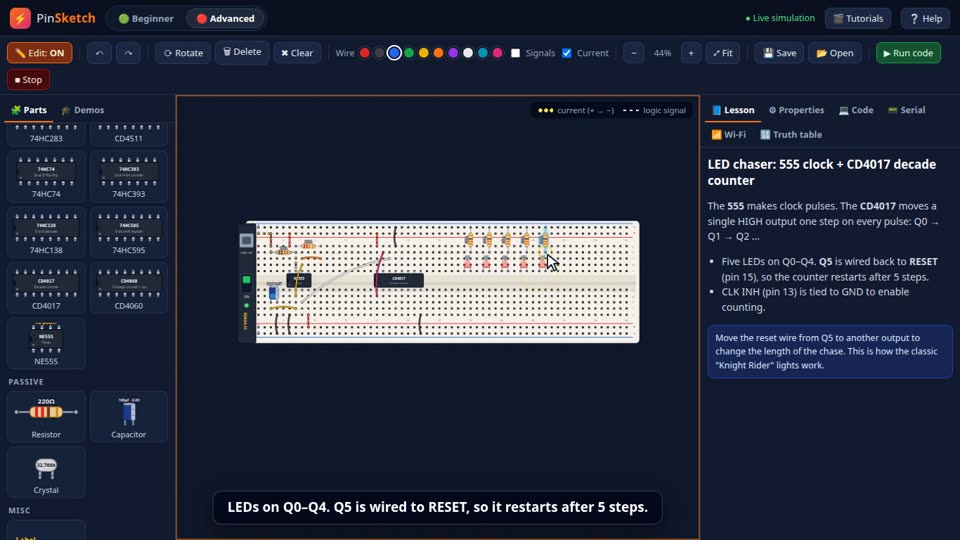 PinSketch
Beginner
Advanced
Live simulation
Tutorials
Help
Edit: ON
Rotate
Delete
Clear
Wire
Signals
Current
44%
Fit
Save
Open
Run code
Stop
Parts
Demos
74HC283
CD4511
74HC74
74HC393
74HC74
74HC393
74HC138
74HC595
74HC138
74HC595
CD4017
CD4060
CD4017
CD4060
NE555
NE555
PASSIVE
220Ω
Resistor
Capacitor
32.768k
Crystal
MISC
current (+ → −)
logic signal
CD4017
LEDs on Q0–Q4. Q5 is wired to RESET, so it restarts after 5 steps.
Lesson
Properties
Code
Serial
Wi-Fi
Truth table
LED chaser: 555 clock + CD4017 decade
counter
The 555 makes clock pulses. The CD4017 moves a
single HIGH output one step on every pulse: Q0 →
Q1 → Q2 ...
Five LEDs on Q0–Q4. Q5 is wired back to RESET
(pin 15), so the counter restarts after 5 steps.
CLK INH (pin 13) is tied to GND to enable
counting.
Move the reset wire from Q5 to another output to
change the length of the chase. This is how the classic
"Knight Rider" lights work.